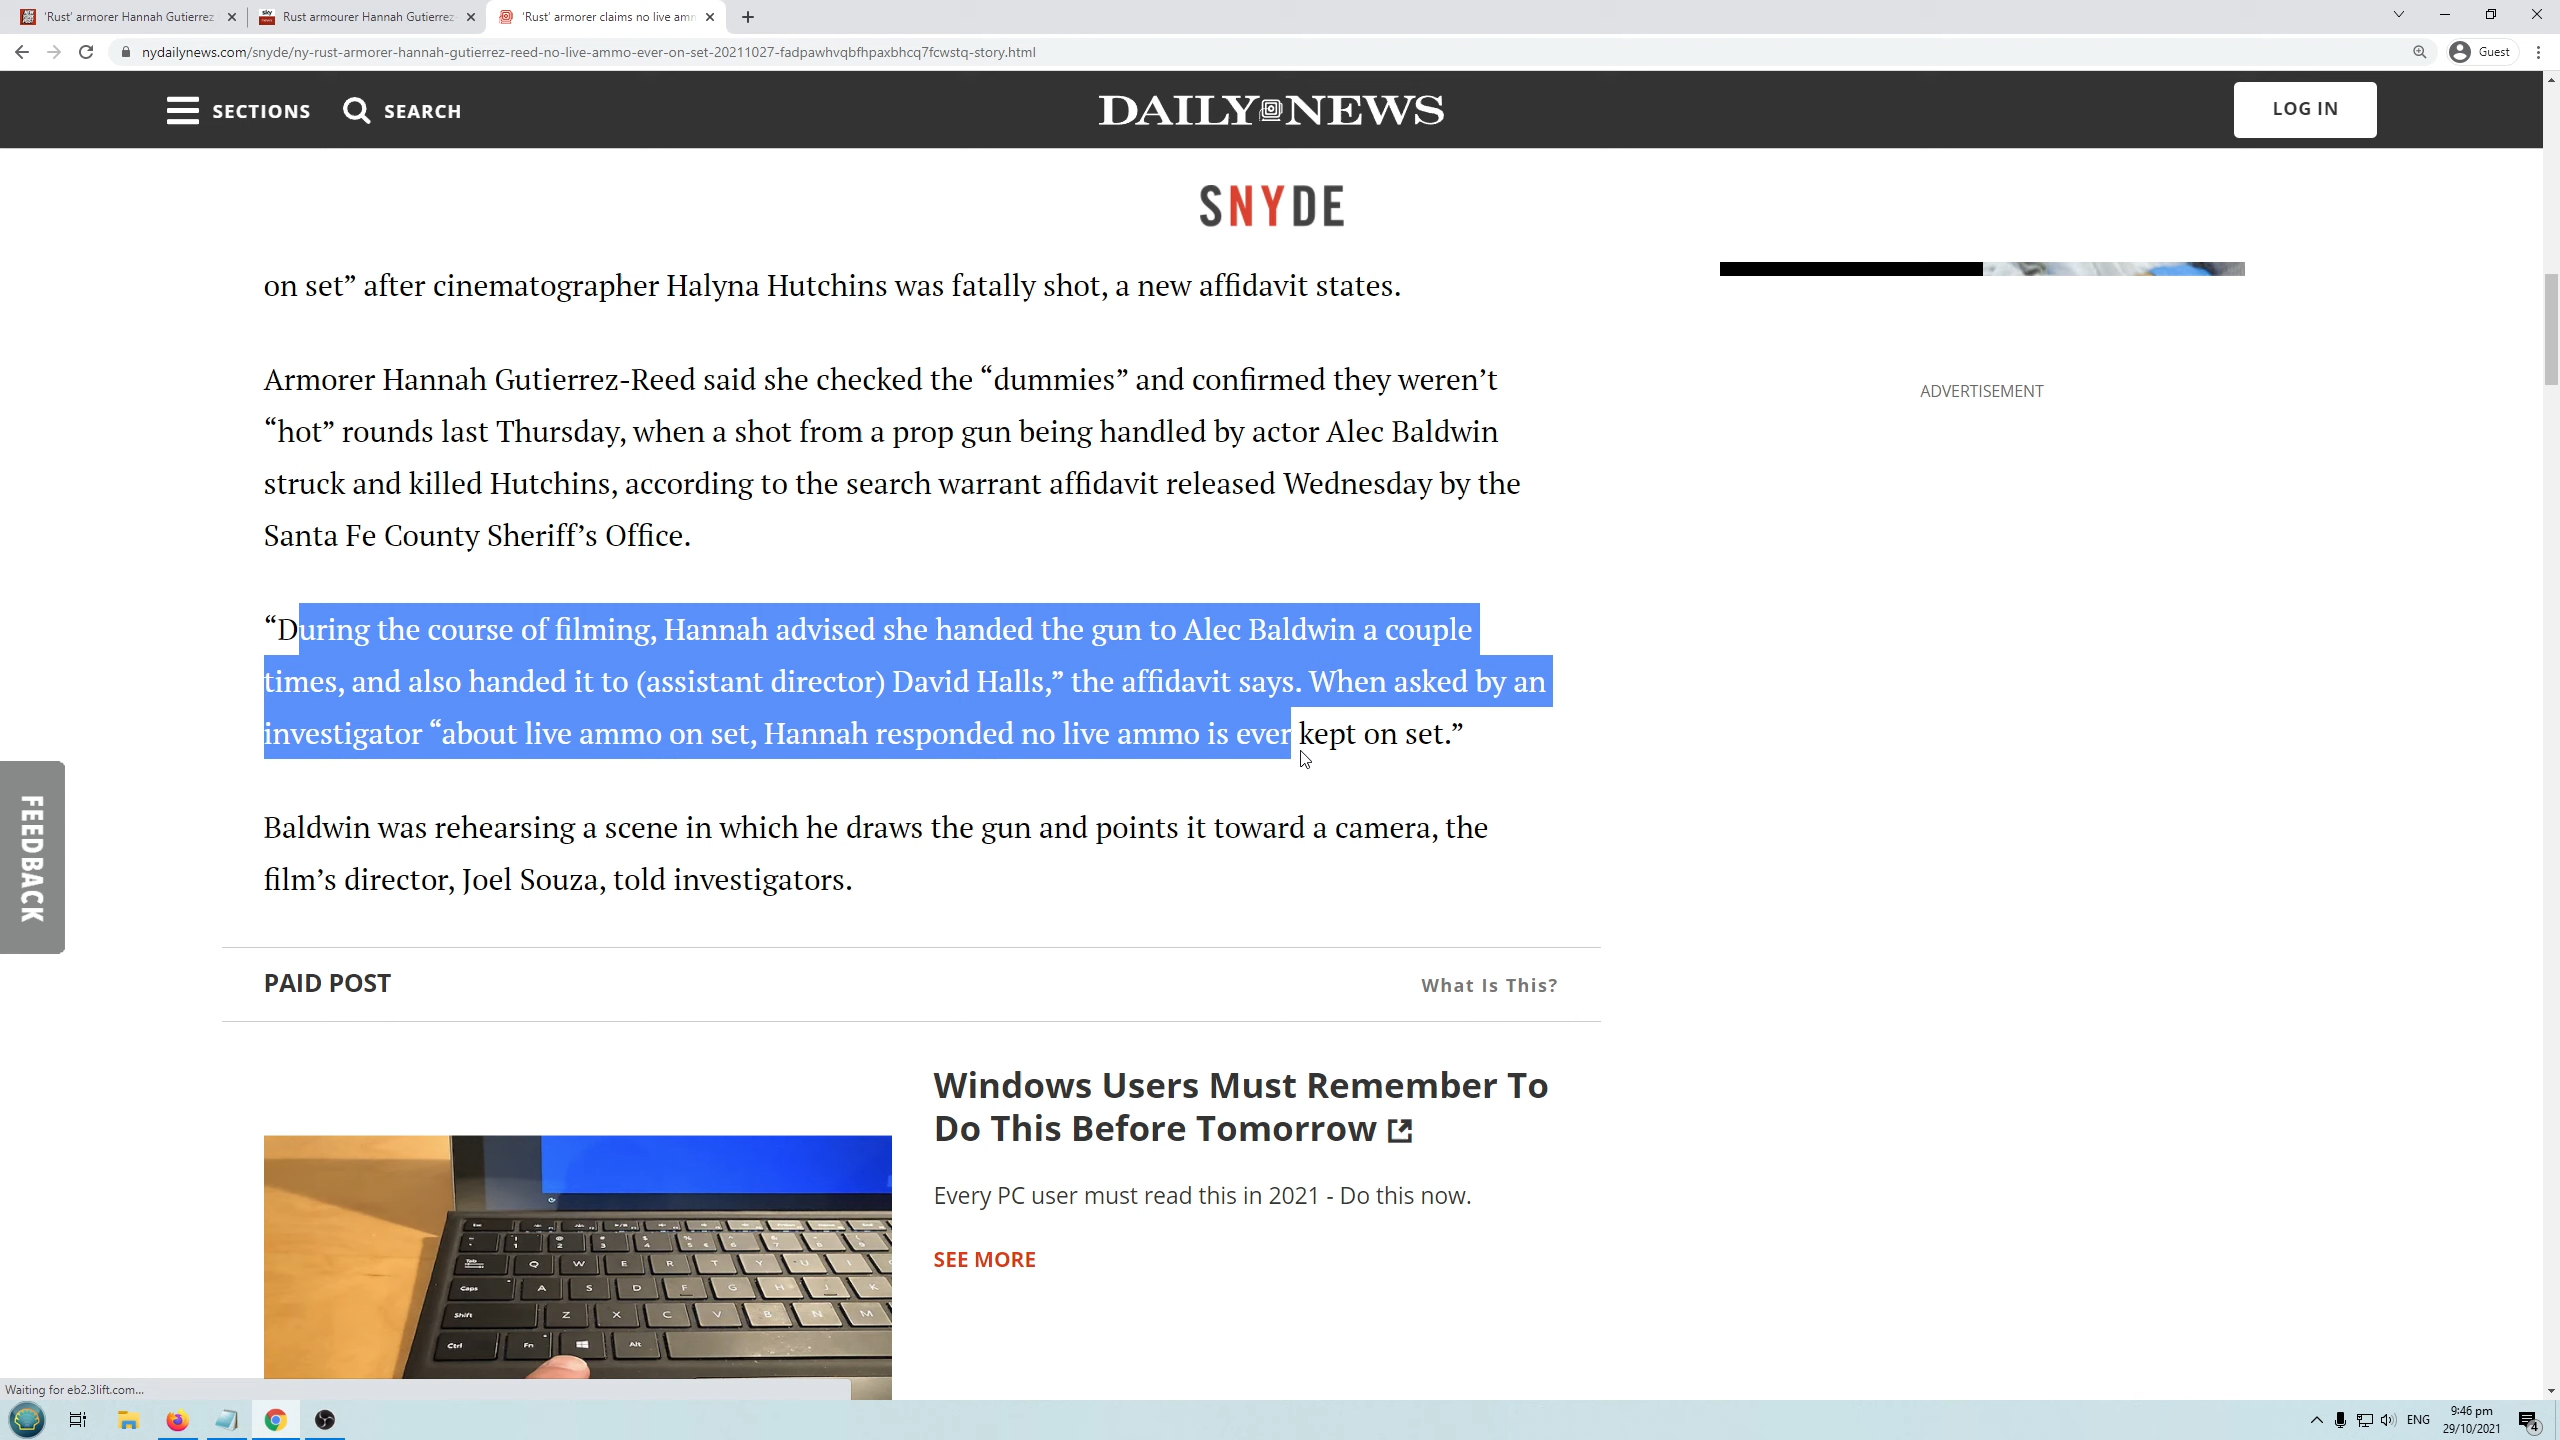 'Rust' armorer Hannah Gutierrez
Rust armourer Hannah Gutierrez-
'Rust' armorer claims no live amm
nydailynews.com/snyde/ny-rust-armorer-hannah-gutierrez-reed-no-live-ammo-ever-on-set-20211027-fadpawhvqbfhpaxbhcq7fcwstq-story.html
Guest
SECTIONS
SEARCH
DAILY NEWS
LOG IN
SNYDE
on set” after cinematographer Halyna Hutchins was fatally shot, a new affidavit states.
Armorer Hannah Gutierrez-Reed said she checked the “dummies” and confirmed they weren’t
“hot” rounds last Thursday, when a shot from a prop gun being handled by actor Alec Baldwin
struck and killed Hutchins, according to the search warrant affidavit released Wednesday by the
Santa Fe County Sheriff’s Office.
ADVERTISEMENT
“During the course of filming, Hannah advised she handed the gun to Alec Baldwin a couple
times, and also handed it to (assistant director) David Halls,” the affidavit says. When asked by an
investigator “about live ammo on set, Hannah responded no live ammo is ever kept on set.”
Baldwin was rehearsing a scene in which he draws the gun and points it toward a camera, the
film’s director, Joel Souza, told investigators.
FEEDBACK
PAID POST
What Is This?
Windows Users Must Remember To
Do This Before Tomorrow
Every PC user must read this in 2021 - Do this now.
SEE MORE
Waiting for eb2.3lift.com...
ENG
9:46 pm
29/10/2021
4